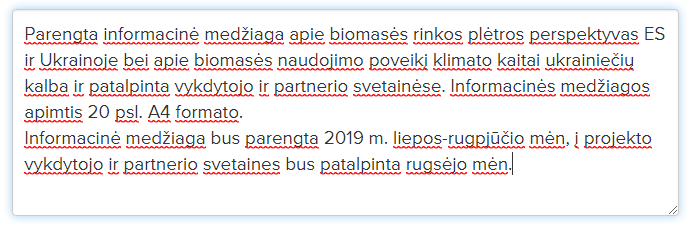 Parengta informacinė medžiaga apie biomasės rinkos plėtros perspektyvas ES
ir Ukrainoje bei apie biomasės naudojimo poveikį klimato kaitai ukrainiečių
kalba ir patalpinta vykdytojo ir partnerio svetainėse. Informacinės medžiagos
apimtis 20 psl. A4 formato.
Informacinė medžiaga bus parengta 2019 m. liepos-rugpjūčio mėn, į projekto
vykdytojo ir partnerio svetaines bus patalpinta rugsėjo mėn.